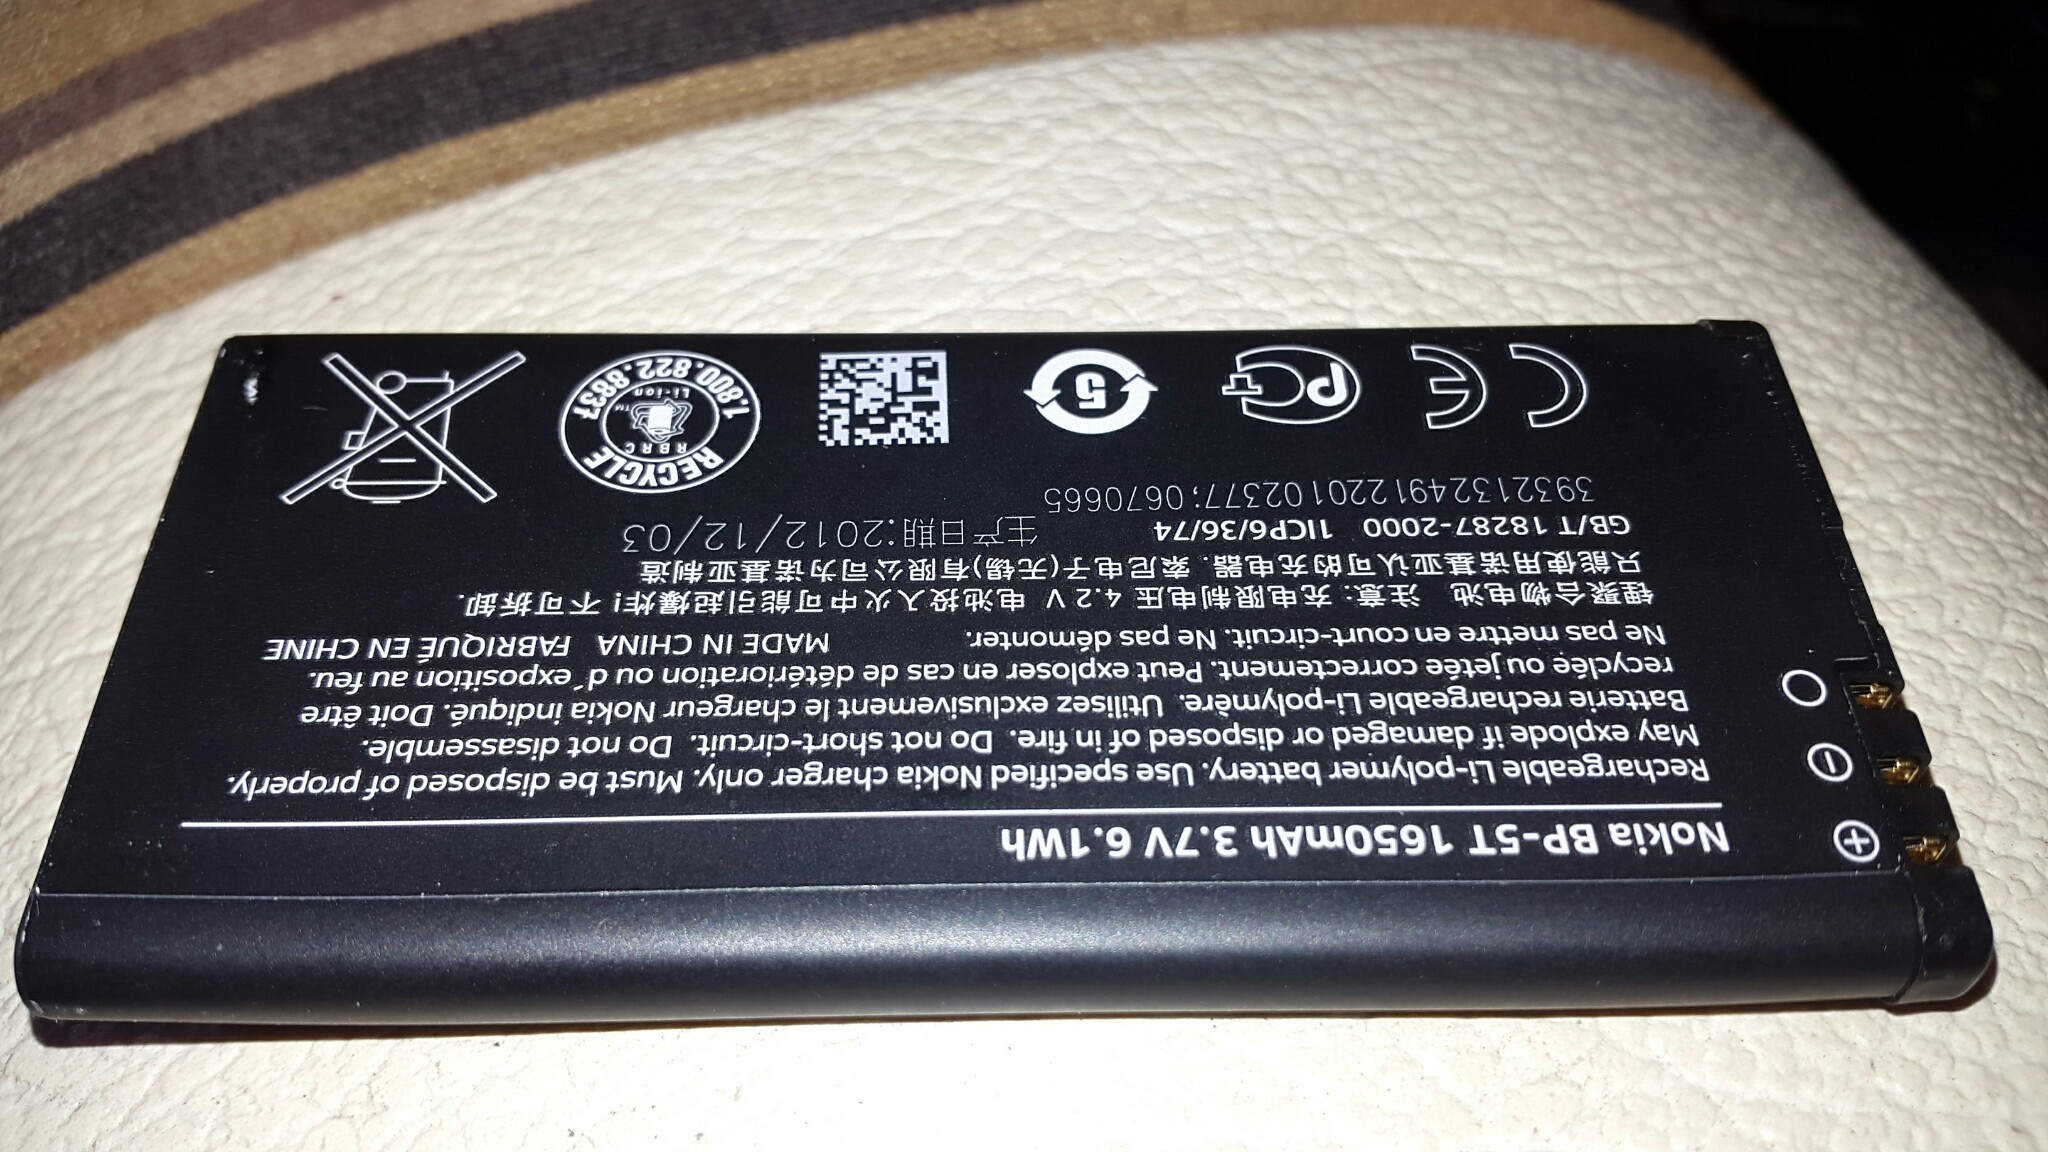 Nokia BP-5T 1650mAh 3.7V 6.1Wh
Rechargeable Li-polymer battery. Use specified Nokia charger only. Must be disposed of properly.
May explode if damaged or disposed of in fire. Do not short-circuit. Do not disassemble.
Batterie rechargeable Li-polymère. Utilisez exclusivement le chargeur Nokia indiqué. Doit être
recyclée ou jetée correctement. Peut exploser en cas de détérioration ou d´exposition au feu.
Ne pas mettre en court-circuit. Ne pas démonter. MADE IN CHINA FABRIQUÉ EN CHINE
锂聚合物电池 注意: 充电限制电压 4.2 V 电池投入火中可能引起爆炸! 不可拆卸.
只能使用诺基亚认可的充电器. 索尼电子(无锡)有限公司为诺基亚制造
GB/T 18287-2000 1ICP6/36/74 生产日期:2012/12/03
3932132491220102377;0670665
CE PCT 5
RECYCLE
RBRC
Li-ion
TM
1.800.822.8837